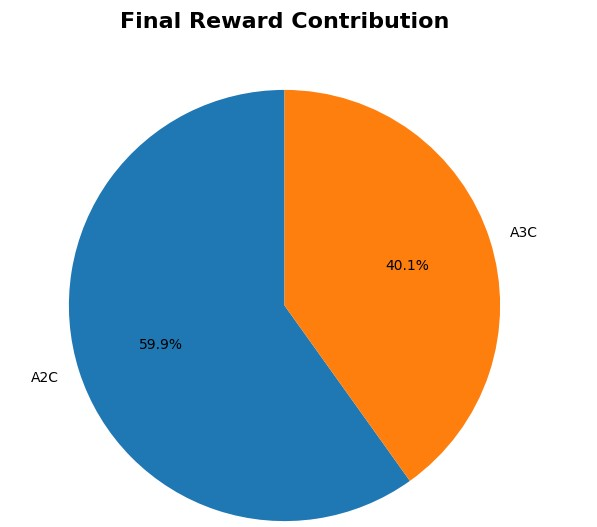 Final Reward Contribution
A3C
40.1%
59.9%
A2C